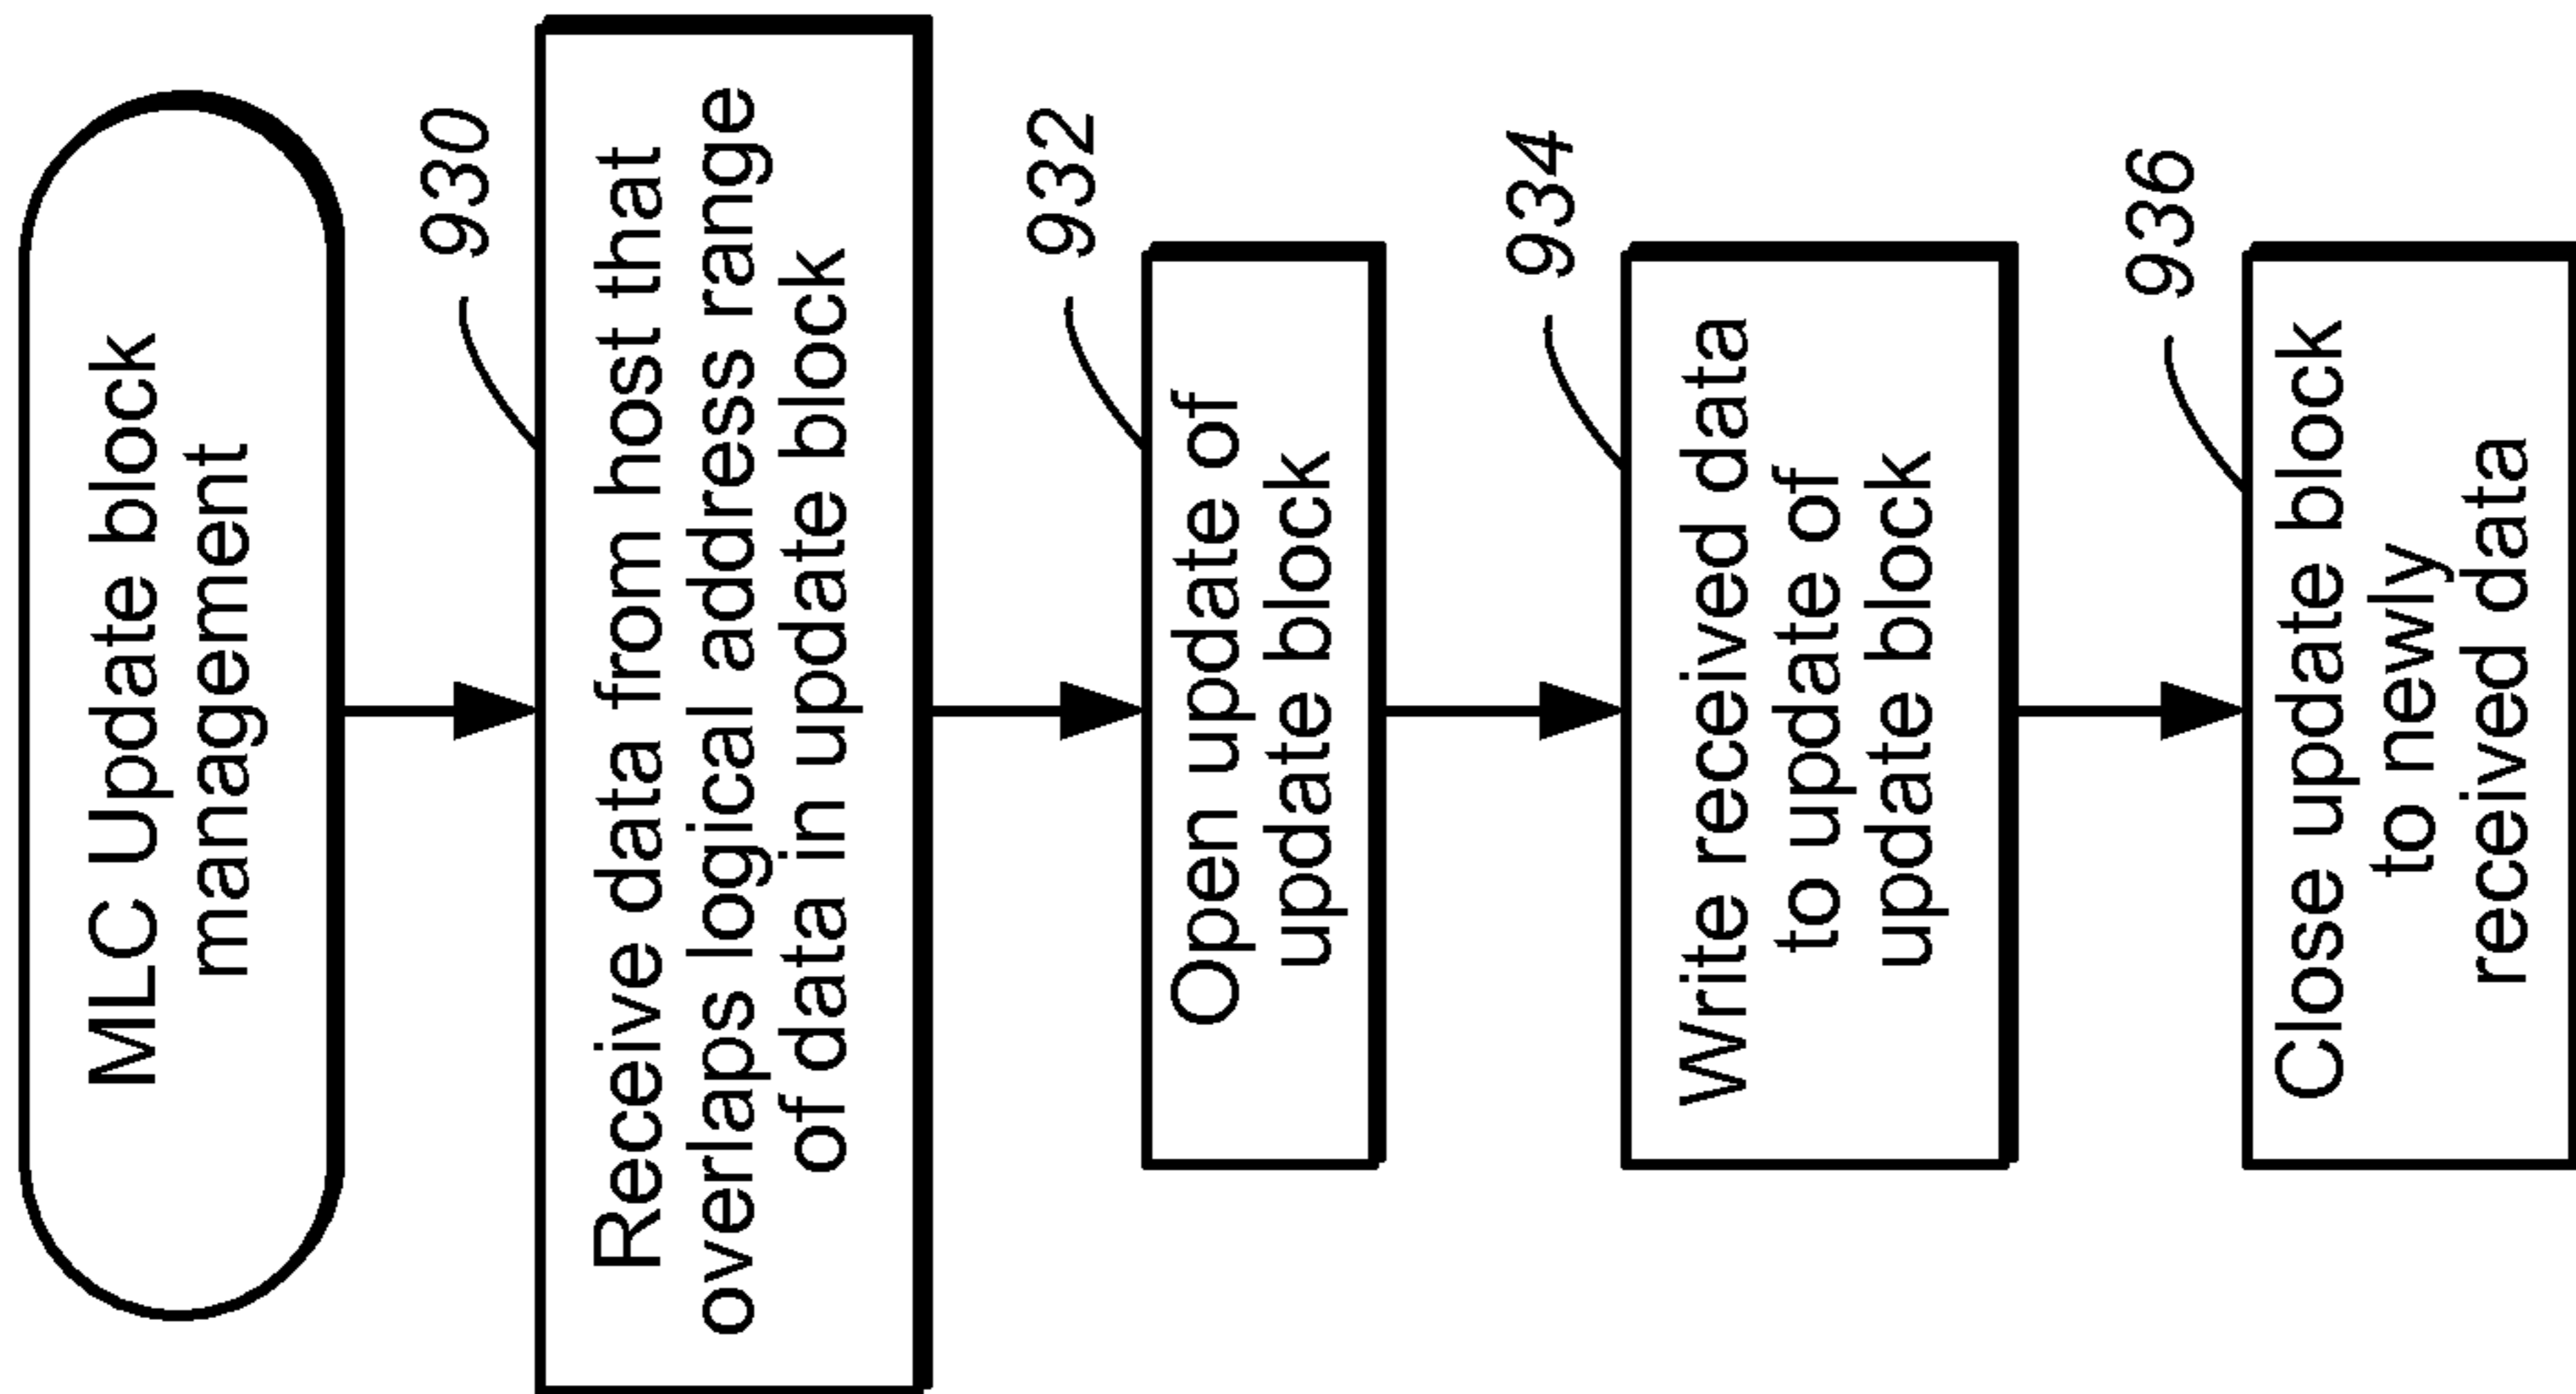 MLC Update block
management
930
Receive data from host that
overlaps logical address range
of data in update block
932
Open update of
update block
934
Write received data
to update of
update block
936
Close update block
to newly
received data